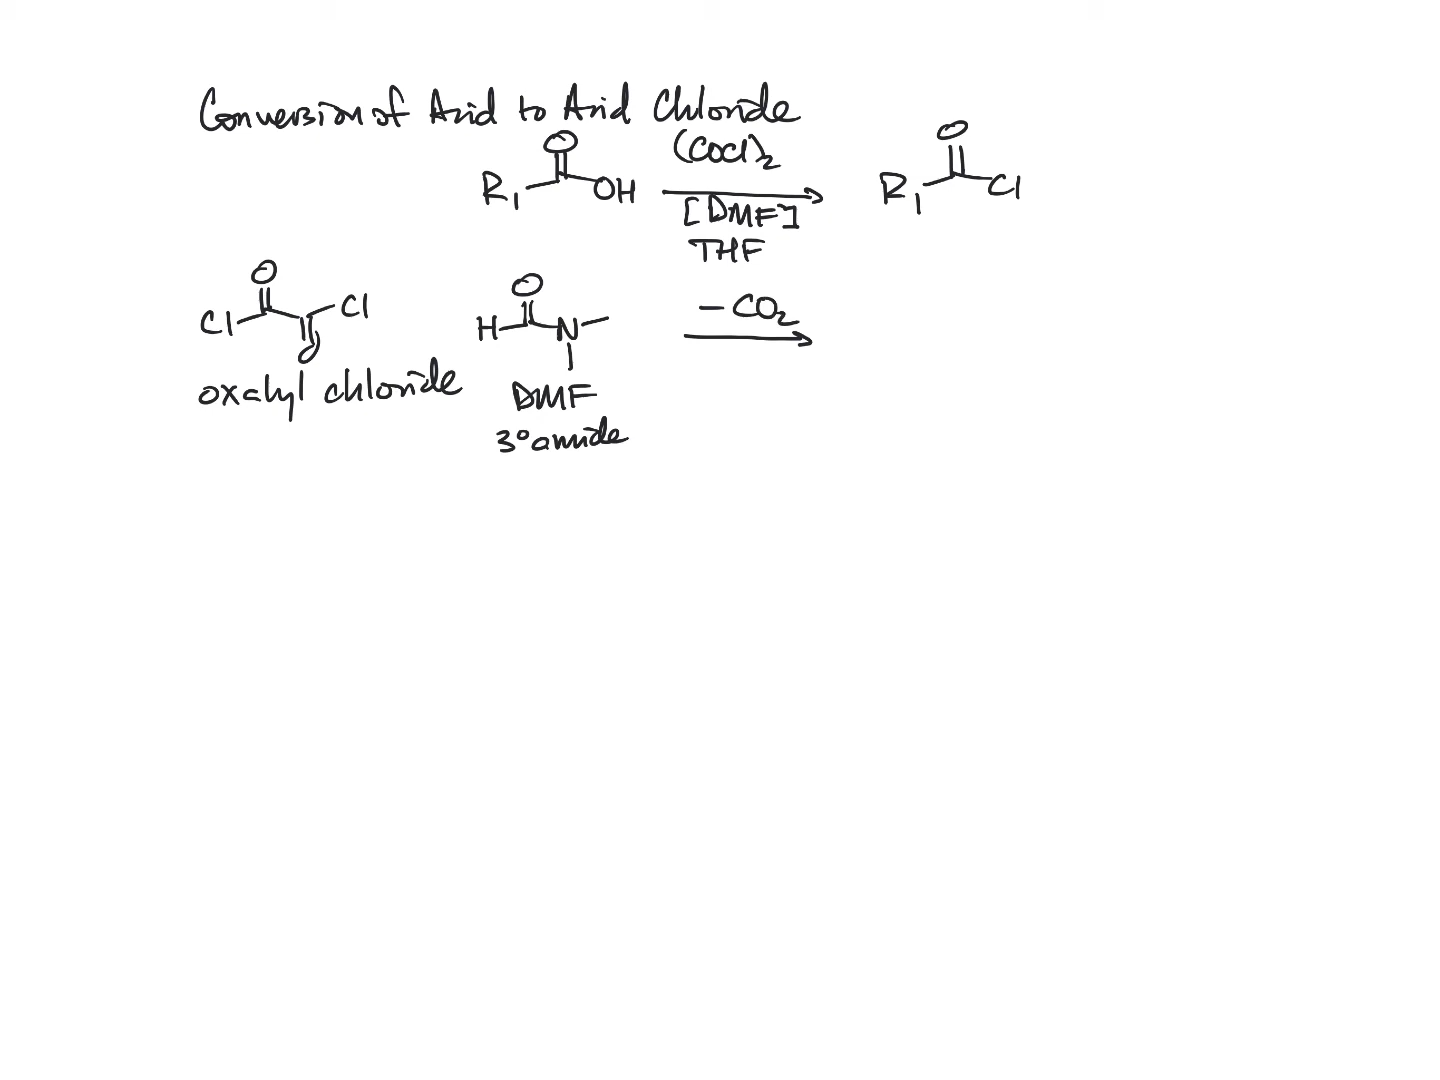 Conversion of Acid to Acid Chloride
(COCl)2
O
R1 OH
[DMF]
THF
O
R1 Cl
O
Cl Cl
O
oxalyl chloride
O
H N
DMF
3° amide
- CO2